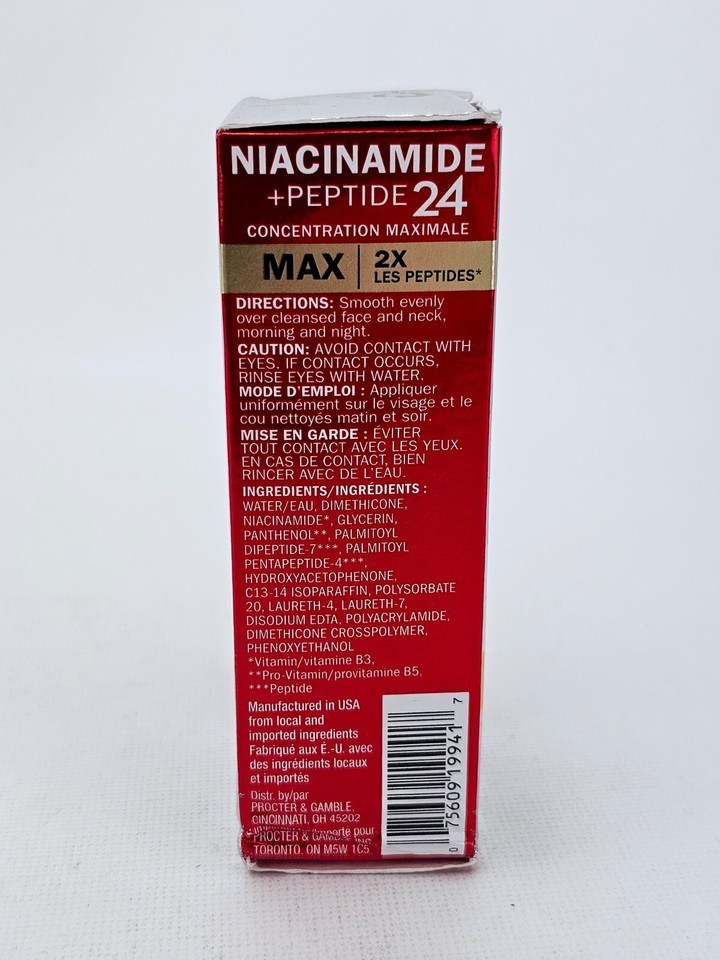 NIACINAMIDE
+PEPTIDE 24
CONCENTRATION MAXIMALE
MAX | 2X
LES PEPTIDES*
DIRECTIONS: Smooth evenly
over cleansed face and neck,
morning and night.
CAUTION: AVOID CONTACT WITH
EYES. IF CONTACT OCCURS,
RINSE EYES WITH WATER.
MODE D'EMPLOI : Appliquer
uniformément sur le visage et le
cou nettoyés matin et soir.
MISE EN GARDE : ÉVITER
TOUT CONTACT AVEC LES YEUX.
EN CAS DE CONTACT, BIEN
RINCER AVEC DE L'EAU.
INGREDIENTS/INGRÉDIENTS :
WATER/EAU, DIMETHICONE,
NIACINAMIDE*, GLYCERIN,
PANTHENOL**, PALMITOYL
DIPEPTIDE-7***, PALMITOYL
PENTAPEPTIDE-4***,
HYDROXYACETOPHENONE,
C13-14 ISOPARAFFIN, POLYSORBATE
20, LAURETH-4, LAURETH-7,
DISODIUM EDTA, POLYACRYLAMIDE,
DIMETHICONE CROSSPOLYMER,
PHENOXYETHANOL
*Vitamin/vitamine B3,
**Pro-Vitamin/provitamine B5,
***Peptide
Manufactured in USA
from local and
imported ingredients
Fabriqué aux É.-U. avec
des ingrédients locaux
et importés
Distr. by/par
PROCTER & GAMBLE,
CINCINNATI, OH 45202
Importé pour
PROCTER & GAMBLE INC.
TORONTO, ON M5W 1C5
0 75609 19941 7